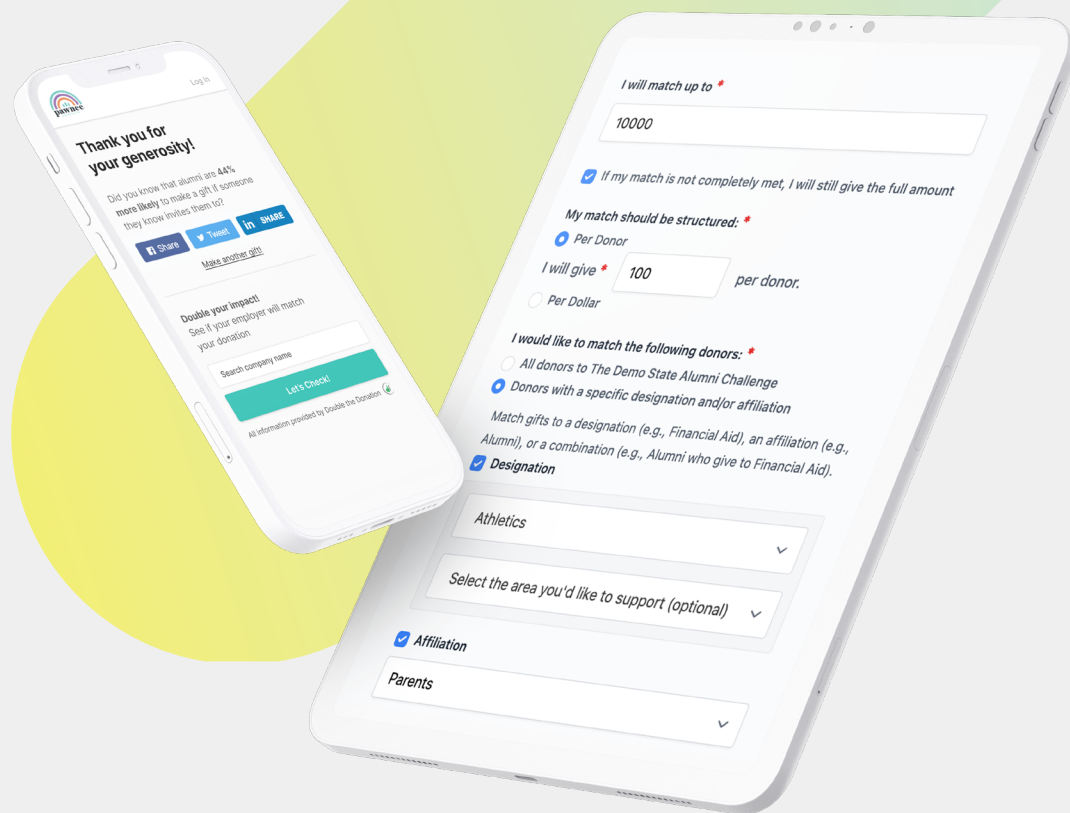 pawnee
Log In
Thank you for
your generosity!
Did you know that alumni are 44%
more likely to make a gift if someone
they know invites them to?
Share
Tweet
in SHARE
Make another gift!
Double your impact!
See if your employer will match
your donation
Search company name
Let's Check!
All information provided by Double the Donation
I will match up to *
10000
If my match is not completely met, I will still give the full amount
My match should be structured: *
Per Donor
I will give * 100 per donor.
Per Dollar
I would like to match the following donors: *
All donors to The Demo State Alumni Challenge
Donors with a specific designation and/or affiliation
Match gifts to a designation (e.g., Financial Aid), an affiliation (e.g.,
Alumni), or a combination (e.g., Alumni who give to Financial Aid).
Designation
Athletics
Select the area you'd like to support (optional)
Affiliation
Parents